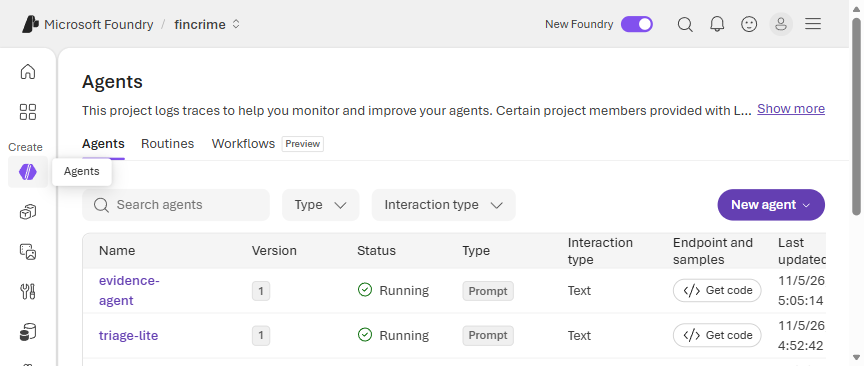 Microsoft Foundry / fincrime
New Foundry
Agents
This project logs traces to help you monitor and improve your agents. Certain project members provided with L... Show more
Create
Agents Routines Workflows Preview
Agents
Search agents Type Interaction type New agent
Name Version Status Type Interaction type Endpoint and samples Last updated
evidence-agent 1 Running Prompt Text Get code 11/5/26 5:05:14
triage-lite 1 Running Prompt Text Get code 11/5/26 4:52:42